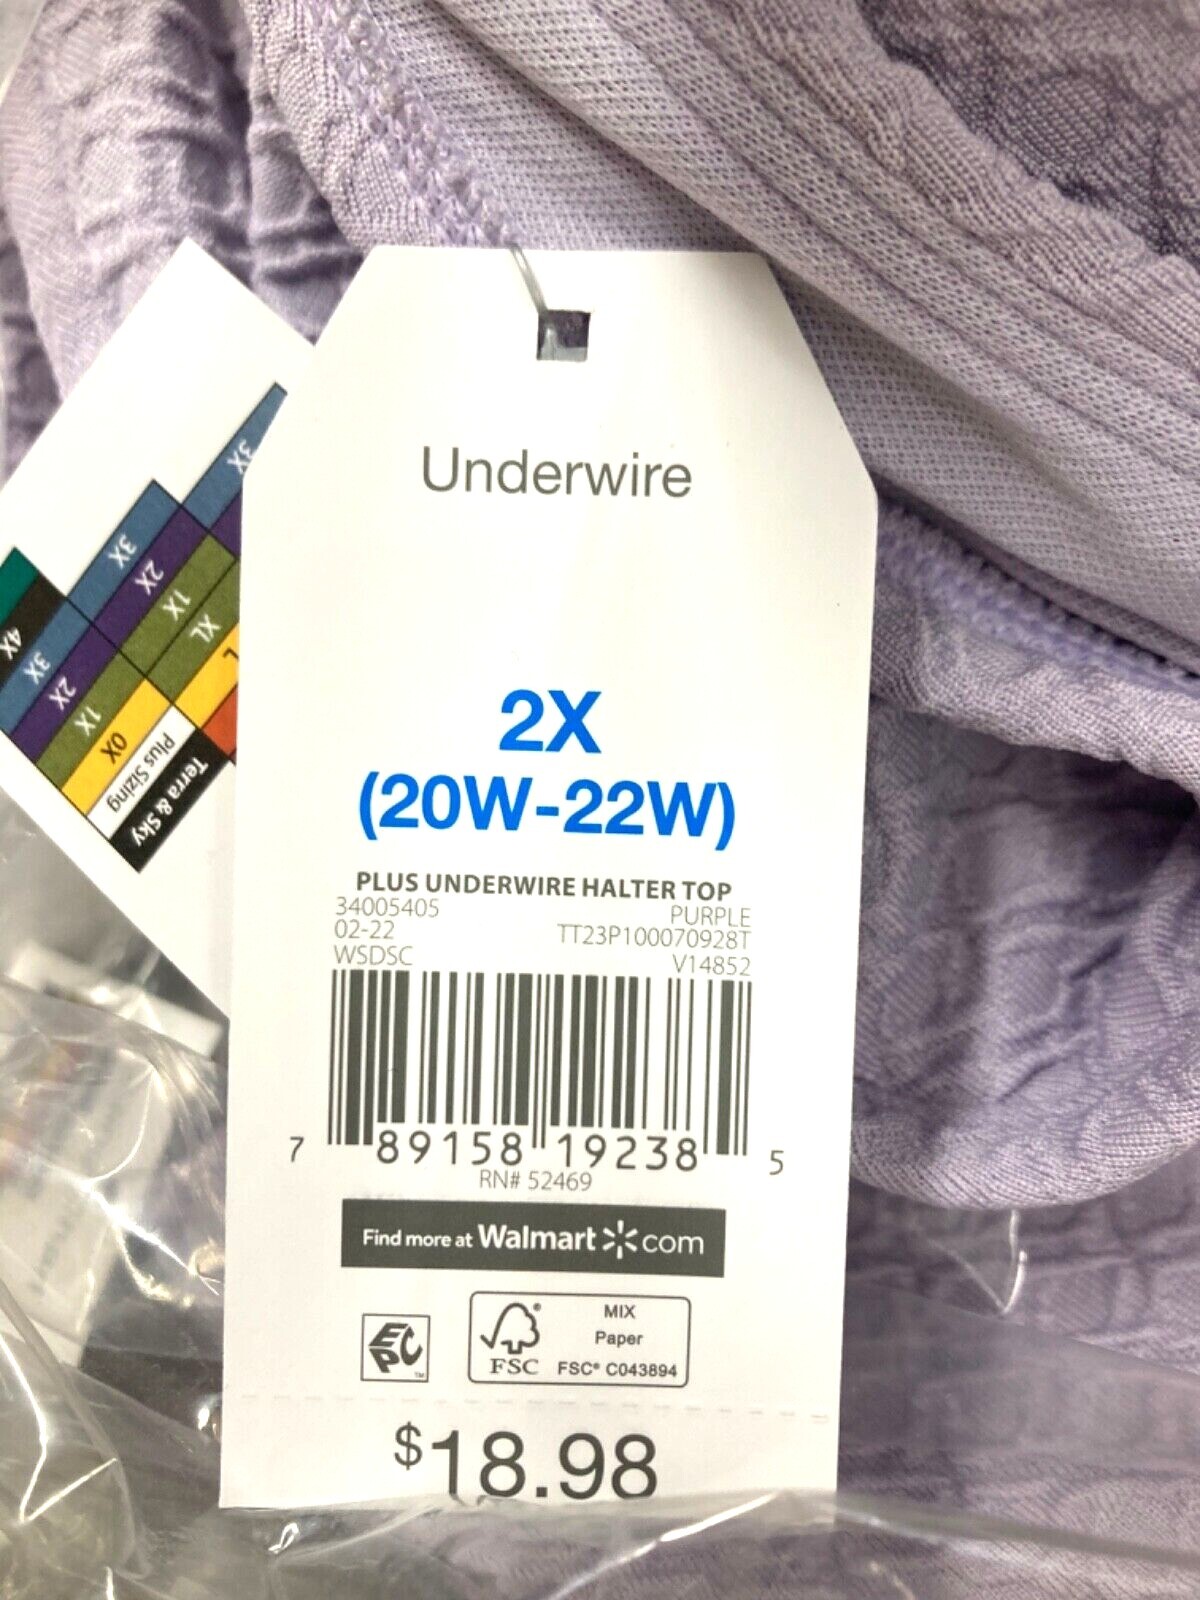 Underwire
2X
(20W-22W)
PLUS UNDERWIRE HALTER TOP
34005405 PURPLE
02-22 TT23P100070928T
WSDSC V14852
7 89158 19238 5
RN# 52469
Find more at Walmart com
EPC ™
FSC ® MIX
Paper
FSC® C043894
$18.98
3X
3X
2X
1X
XL
L
4X
3X
2X
1X
0X
Plus Sizing
Terra & Sky